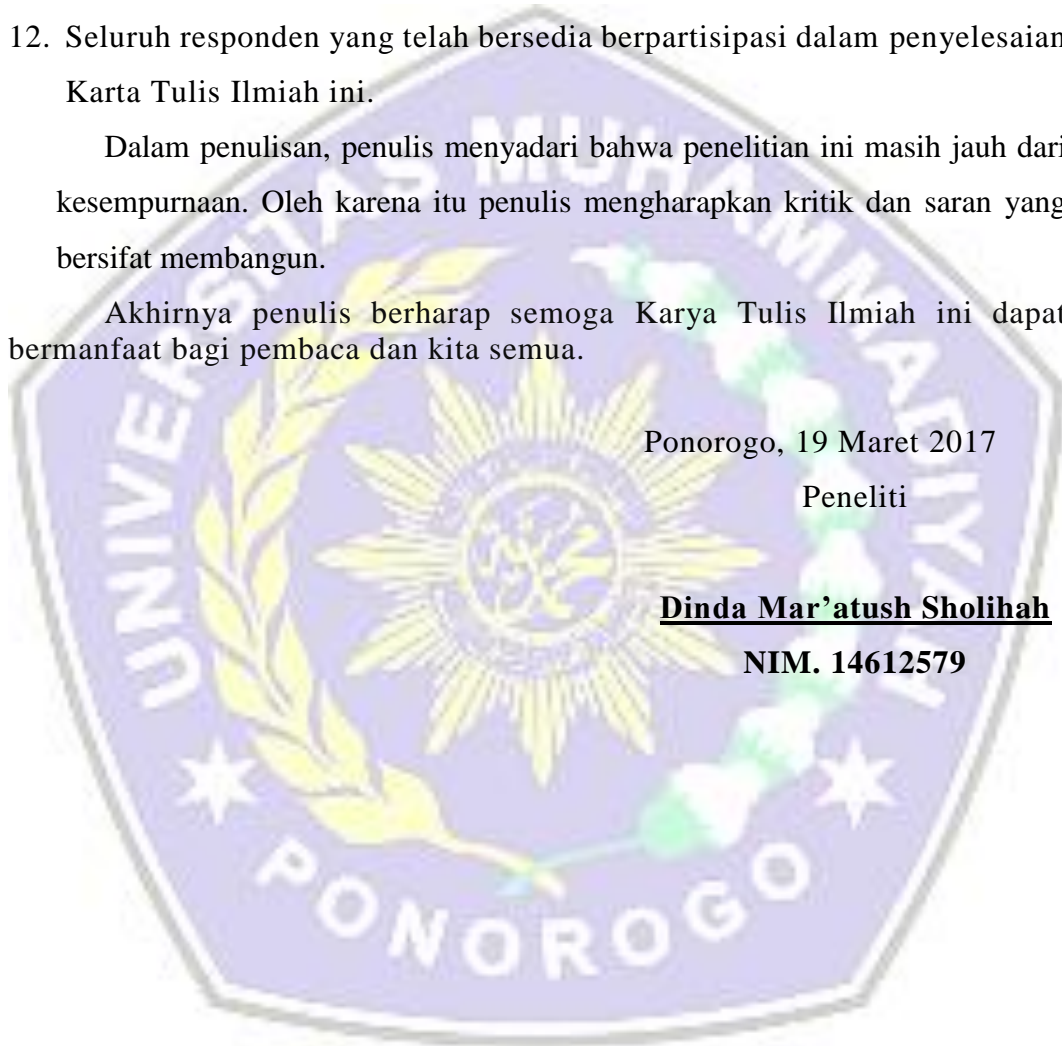 12. Seluruh responden yang telah bersedia berpartisipasi dalam penyelesaian
Karta Tulis Ilmiah ini.
Dalam penulisan, penulis menyadari bahwa penelitian ini masih jauh dari
kesempurnaan. Oleh karena itu penulis mengharapkan kritik dan saran yang
bersifat membangun.
Akhirnya penulis berharap semoga Karya Tulis Ilmiah ini dapat
bermanfaat bagi pembaca dan kita semua.
Ponorogo, 19 Maret 2017
Peneliti
Dinda Mar’atush Sholihah
NIM. 14612579
UNIVERSITAS MUHAMMADIYAH
PONOROGO